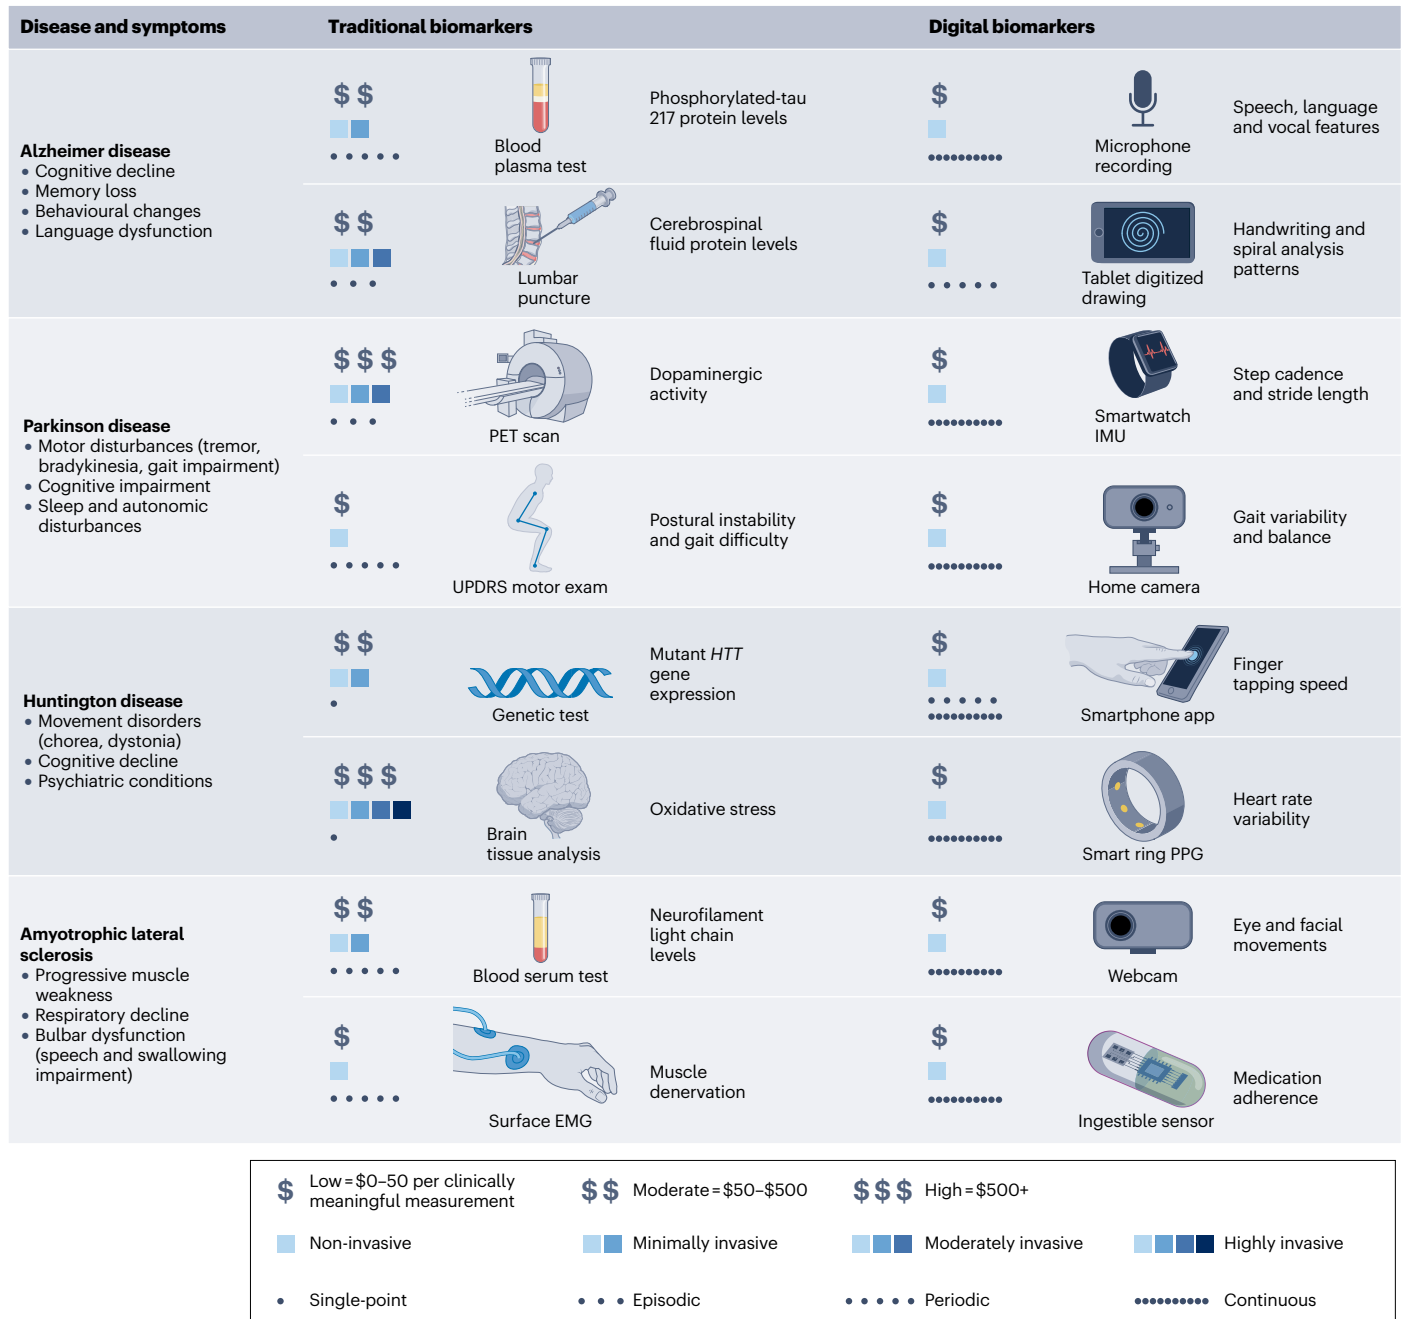 Disease and symptoms
Traditional biomarkers
Digital biomarkers
Alzheimer disease
• Cognitive decline
• Memory loss
• Behavioural changes
• Language dysfunction
$ $
Blood
plasma test
Phosphorylated-tau
217 protein levels
$
Microphone
recording
Speech, language
and vocal features
$ $
Lumbar
puncture
Cerebrospinal
fluid protein levels
$
Tablet digitized
drawing
Handwriting and
spiral analysis
patterns
Parkinson disease
• Motor disturbances (tremor,
bradykinesia, gait impairment)
• Cognitive impairment
• Sleep and autonomic
disturbances
$ $ $
PET scan
Dopaminergic
activity
$
Smartwatch
IMU
Step cadence
and stride length
$
UPDRS motor exam
Postural instability
and gait difficulty
$
Home camera
Gait variability
and balance
Huntington disease
• Movement disorders
(chorea, dystonia)
• Cognitive decline
• Psychiatric conditions
$ $
Genetic test
Mutant HTT
gene
expression
$
Smartphone app
Finger
tapping speed
$ $ $
Brain
tissue analysis
Oxidative stress
$
Smart ring PPG
Heart rate
variability
Amyotrophic lateral
sclerosis
• Progressive muscle
weakness
• Respiratory decline
• Bulbar dysfunction
(speech and swallowing
impairment)
$ $
Blood serum test
Neurofilament
light chain
levels
$
Webcam
Eye and facial
movements
$
Surface EMG
Muscle
denervation
$
Ingestible sensor
Medication
adherence
$ Low = $0–50 per clinically
meaningful measurement
$ $ Moderate = $50–$500
$ $ $ High = $500+
Non-invasive
Minimally invasive
Moderately invasive
Highly invasive
Single-point
Episodic
Periodic
Continuous